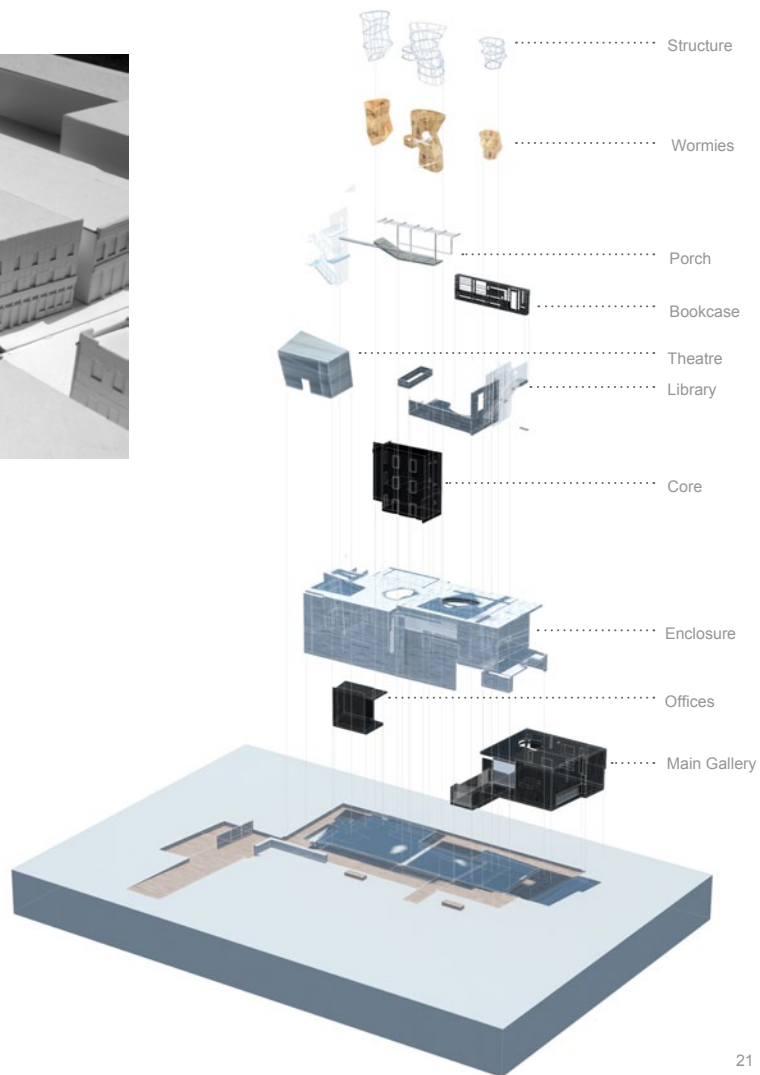 Structure
Wormies
Porch
Bookcase
Theatre
Library
Core
Enclosure
Offices
Main Gallery
21